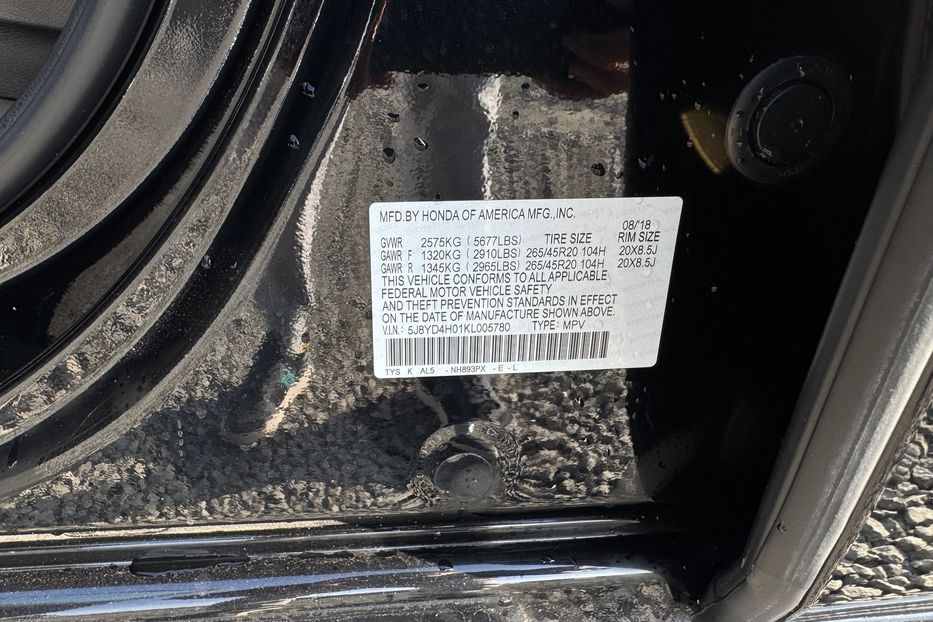 MFD.BY HONDA OF AMERICA MFG.,INC.
08/'18
GVWR 2575KG ( 5677LBS) TIRE SIZE RIM SIZE
GAWR F 1320KG ( 2910LBS) 265/45R20 104H 20X8.5J
GAWR R 1345KG ( 2965LBS) 265/45R20 104H 20X8.5J
THIS VEHICLE CONFORMS TO ALL APPLICABLE
FEDERAL MOTOR VEHICLE SAFETY
AND THEFT PREVENTION STANDARDS IN EFFECT
ON THE DATE OF MANUFACTURE SHOWN ABOVE.
V.I.N.: 5J8YD4H01KL005780 TYPE: MPV
TYS K AL5 - NH893PX - E - L